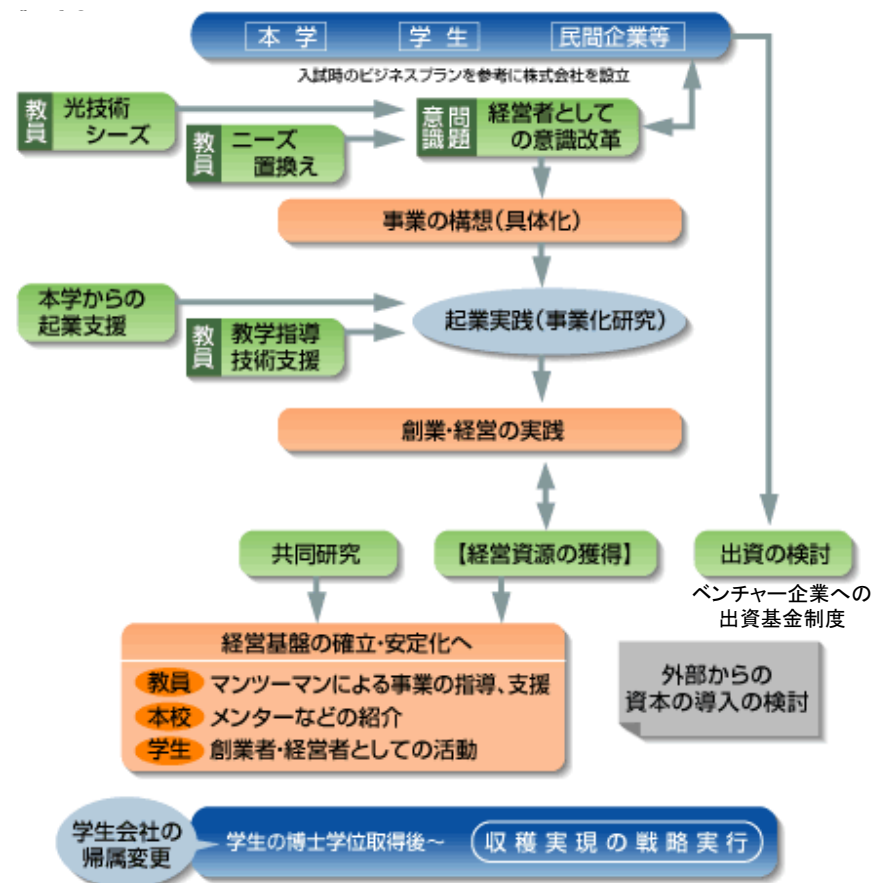 本学 学生 民間企業等
入試時のビジネスプランを参考に株式会社を設立
教員 光技術
シーズ
教員 ニーズ
置換え
問題
意識
経営者として
の意識改革
事業の構想(具体化)
本学からの
起業支援
教員 教学指導
技術支援
起業実践(事業化研究)
創業・経営の実践
共同研究
【経営資源の獲得】
出資の検討
ベンチャー企業への
出資基金制度
経営基盤の確立・安定化へ
教員 マンツーマンによる事業の指導、支援
本校 メンターなどの紹介
学生 創業者・経営者としての活動
外部からの
資本の導入の検討
学生会社の
帰属変更
学生の博士学位取得後～ 収穫実現の戦略実行